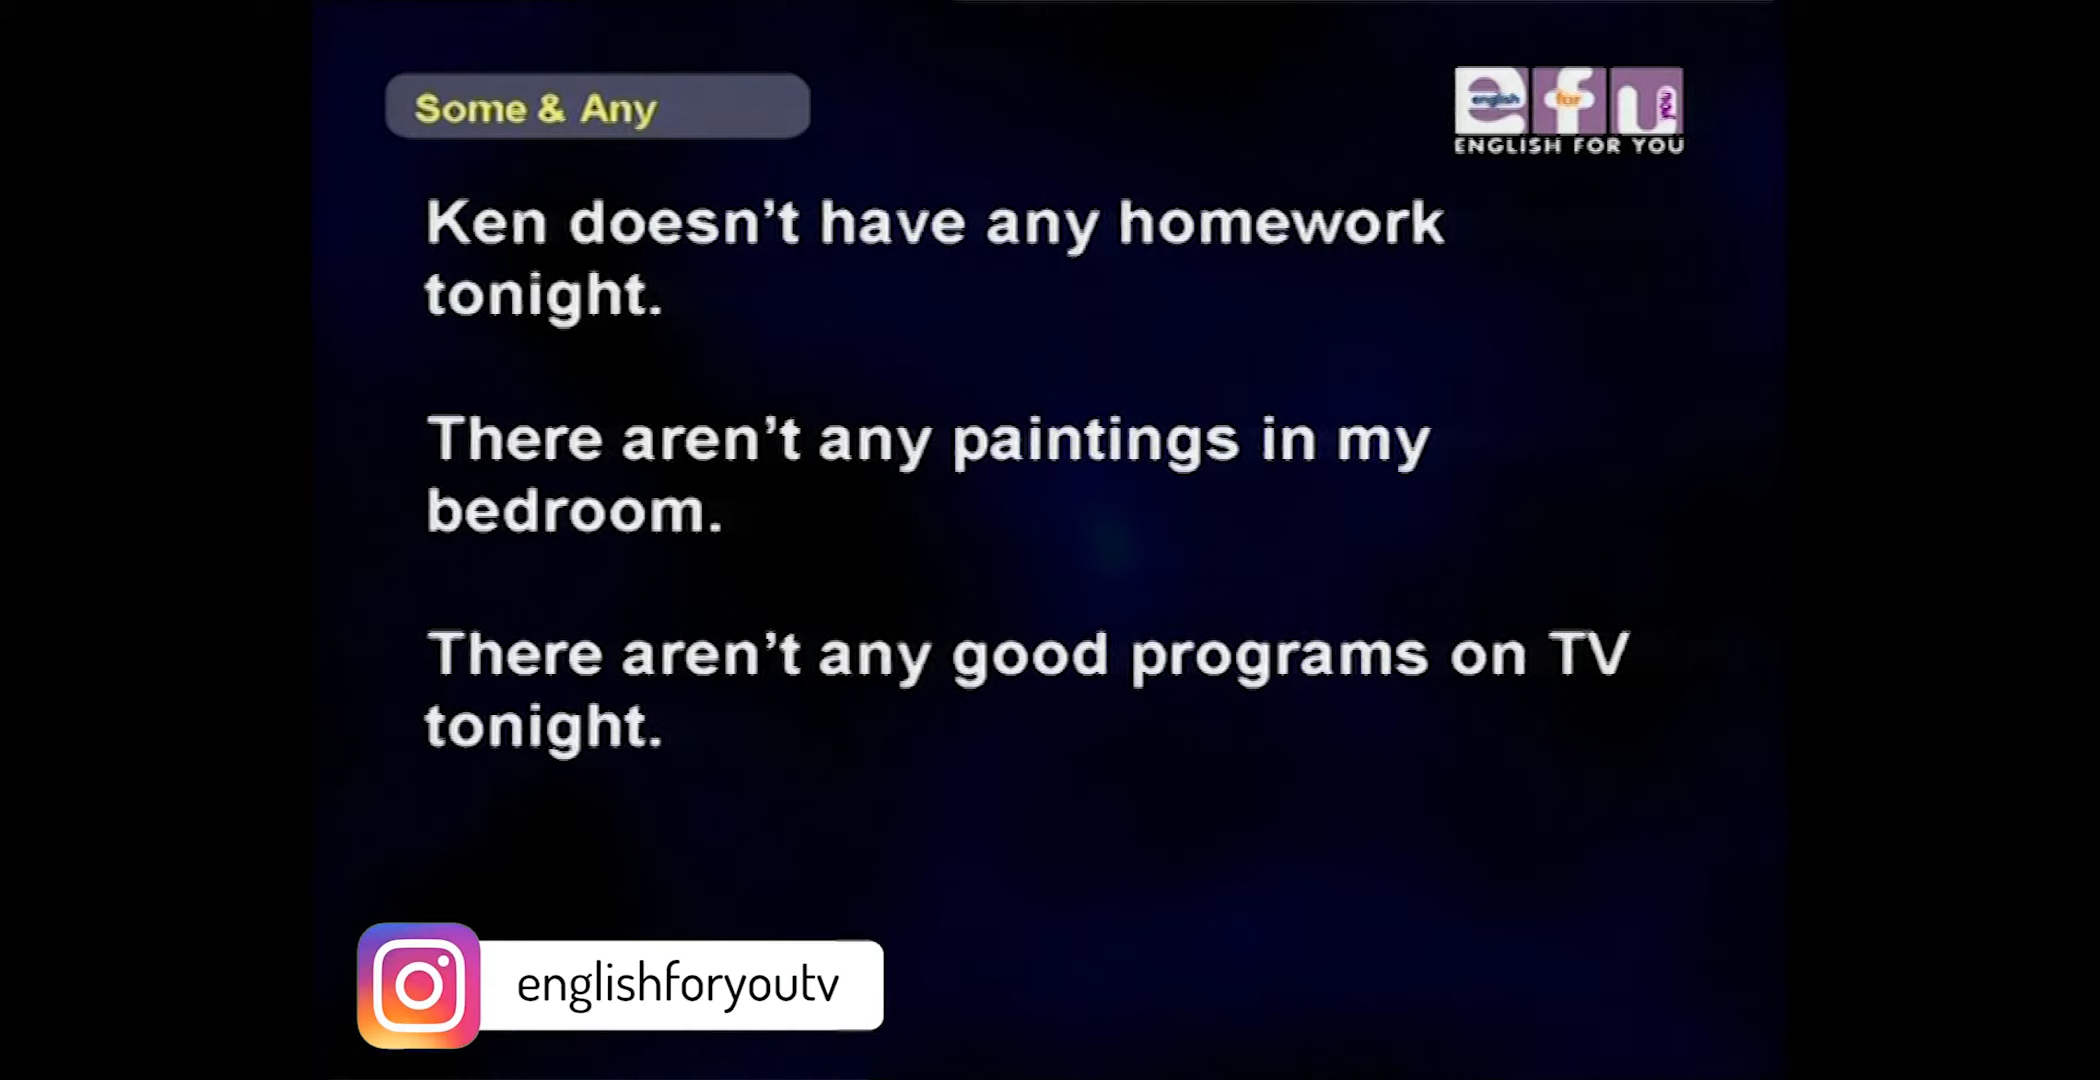 Some & Any
english for you
ENGLISH FOR YOU
Ken doesn’t have any homework
tonight.
There aren’t any paintings in my
bedroom.
There aren’t any good programs on TV
tonight.
englishforyoutv